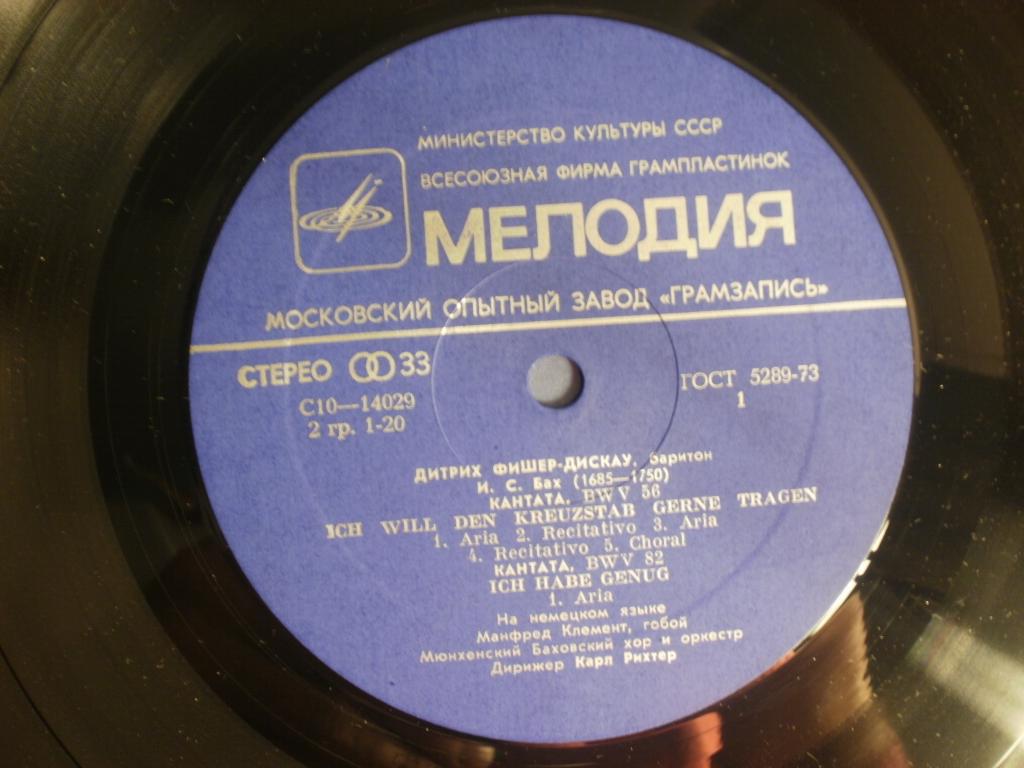 МИНИСТЕРСТВО КУЛЬТУРЫ СССР
ВСЕСОЮЗНАЯ ФИРМА ГРАМПЛАСТИНОК
МЕЛОДИЯ
МОСКОВСКИЙ ОПЫТНЫЙ ЗАВОД «ГРАМЗАПИСЬ»
СТЕРЕО 33
С10—14029
2 гр. 1-20
ГОСТ 5289-73
1
ДИТРИХ ФИШЕР-ДИСКАУ, баритон
И. С. Бах (1685—1750)
КАНТАТА, BWV 56
ICH WILL DEN KREUZSTAB GERNE TRAGEN
1. Aria 2. Recitativo 3. Aria
4. Recitativo 5. Choral
КАНТАТА, BWV 82
ICH HABE GENUG
1. Aria
На немецком языке
Манфред Клемент, гобой
Мюнхенский Баховский хор и оркестр
Дирижер Карл Рихтер